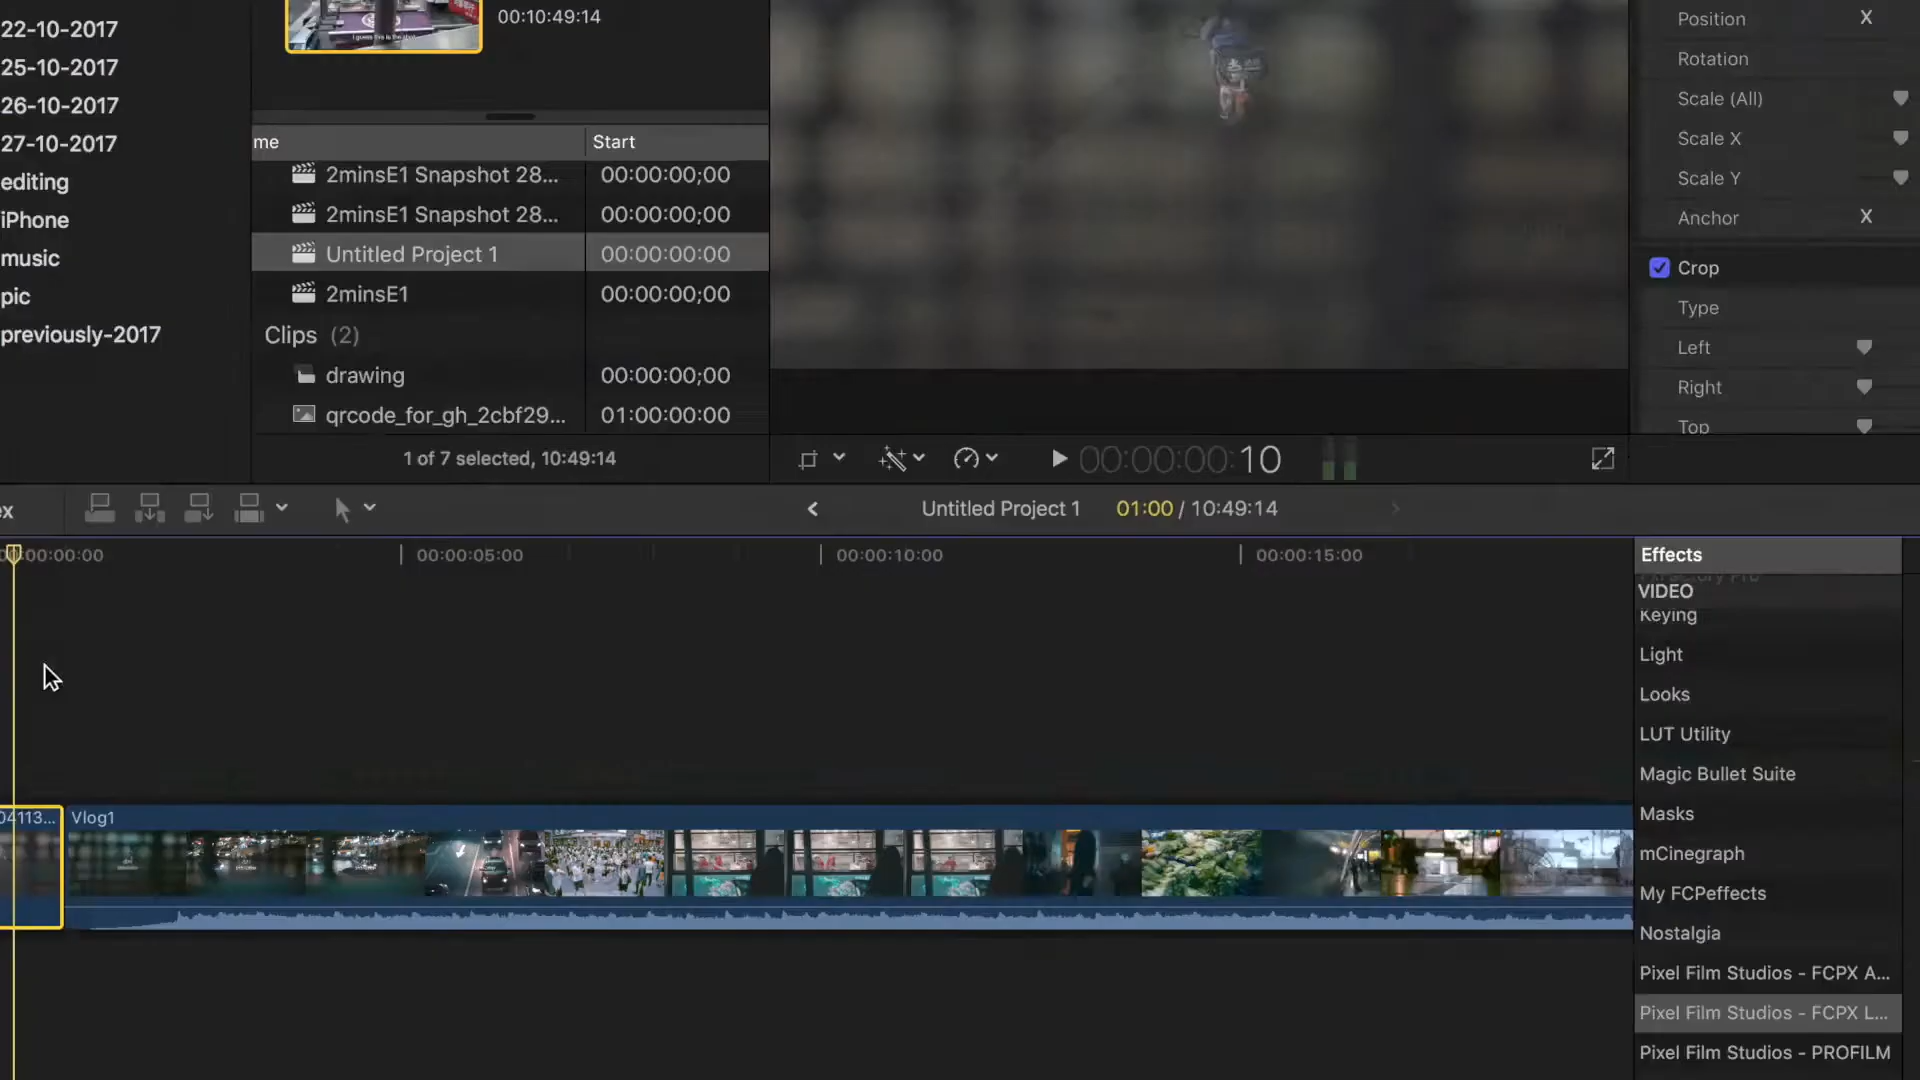 22-10-2017
25-10-2017
26-10-2017
27-10-2017
editing
iPhone
music
pic
previously-2017
00:10:49:14
me
Start
2minsE1 Snapshot 28...
00:00:00;00
2minsE1 Snapshot 28...
00:00:00;00
Untitled Project 1
00:00:00:00
2minsE1
00:00:00;00
Clips (2)
drawing
00:00:00;00
qrcode_for_gh_2cbf29...
01:00:00:00
1 of 7 selected, 10:49:14
00:00:00:10
Position
X
Rotation
Scale (All)
Scale X
Scale Y
Anchor
X
Crop
Type
Left
Right
Top
ex
Untitled Project 1
01:00 / 10:49:14
00:00:00:00
00:00:05:00
00:00:10:00
00:00:15:00
04113...
Vlog1
Effects
VIDEO
Keying
Light
Looks
LUT Utility
Magic Bullet Suite
Masks
mCinegraph
My FCPeffects
Nostalgia
Pixel Film Studios - FCPX A...
Pixel Film Studios - FCPX L...
Pixel Film Studios - PROFILM